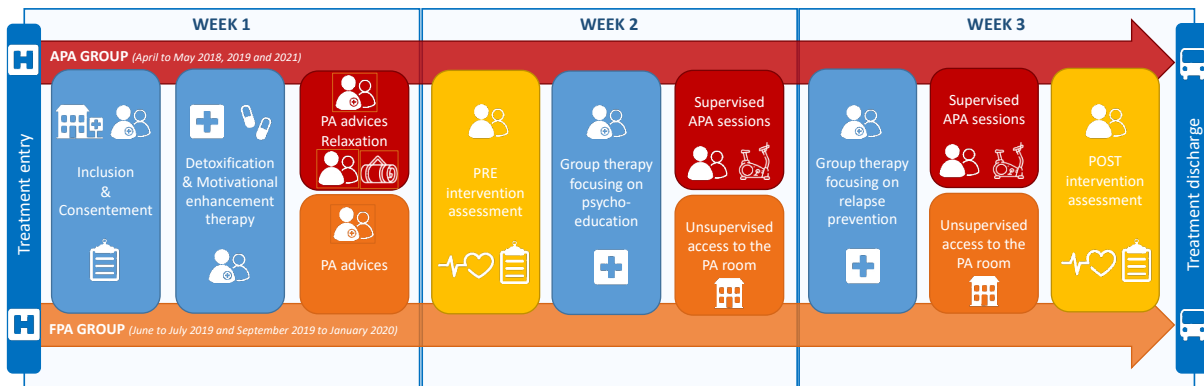 WEEK 1
WEEK 2
WEEK 3
H
APA GROUP (April to May 2018, 2019 and 2021)
Treatment entry
Inclusion
&
Consentement
Detoxification
& Motivational
enhancement
therapy
PA advices
Relaxation
PA advices
PRE
intervention
assessment
Group therapy
focusing on
psycho-
education
Supervised
APA sessions
Unsupervised
access to the
PA room
Group therapy
focusing on
relapse
prevention
Supervised
APA sessions
Unsupervised
access to the
PA room
POST
intervention
assessment
Treatment discharge
H
FPA GROUP (June to July 2019 and September 2019 to January 2020)